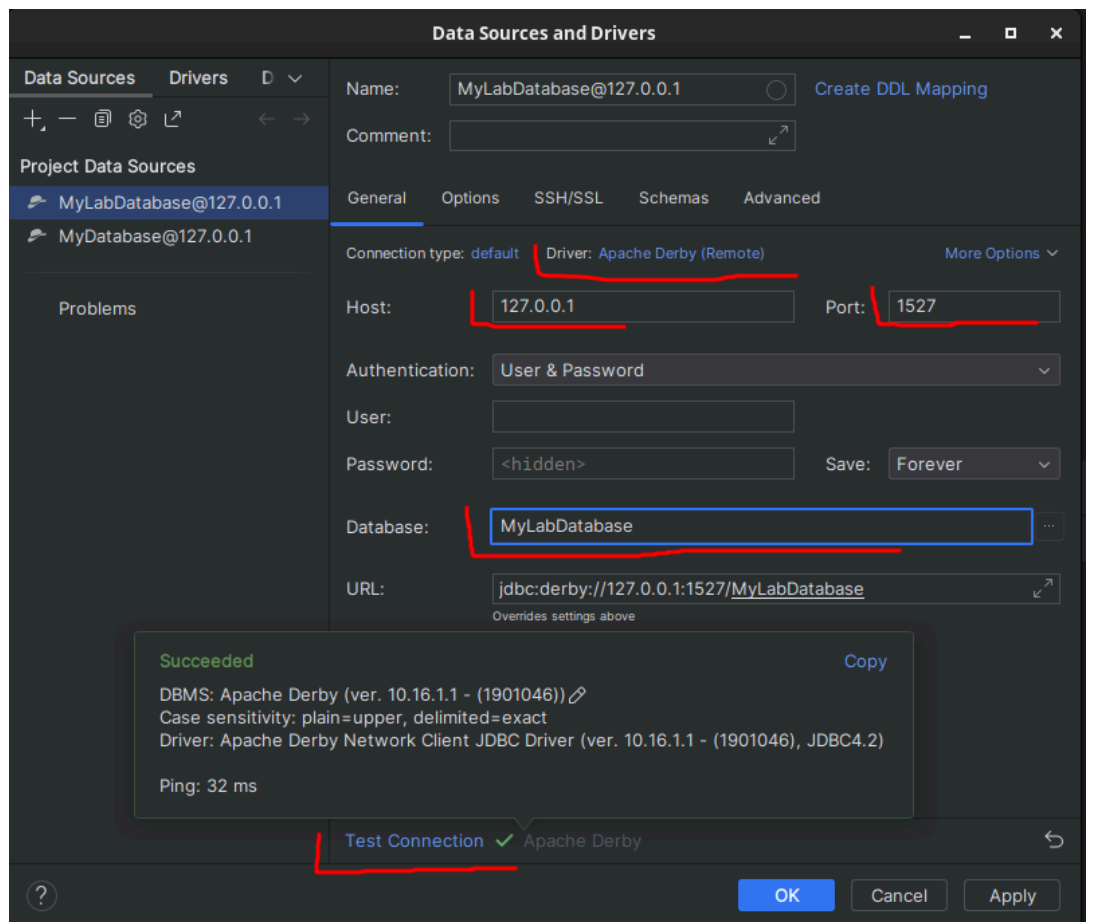 Data Sources and Drivers
Data Sources Drivers D
Project Data Sources
MyLabDatabase@127.0.0.1
MyDatabase@127.0.0.1
Problems
Name: MyLabDatabase@127.0.0.1 Create DDL Mapping
Comment:
General Options SSH/SSL Schemas Advanced
Connection type: default Driver: Apache Derby (Remote) More Options
Host: 127.0.0.1 Port: 1527
Authentication: User & Password
User:
Password: <hidden> Save: Forever
Database: MyLabDatabase ...
URL: jdbc:derby://127.0.0.1:1527/MyLabDatabase
Overrides settings above
Succeeded Copy
DBMS: Apache Derby (ver. 10.16.1.1 - (1901046))
Case sensitivity: plain=upper, delimited=exact
Driver: Apache Derby Network Client JDBC Driver (ver. 10.16.1.1 - (1901046), JDBC4.2)
Ping: 32 ms
Test Connection Apache Derby
? OK Cancel Apply